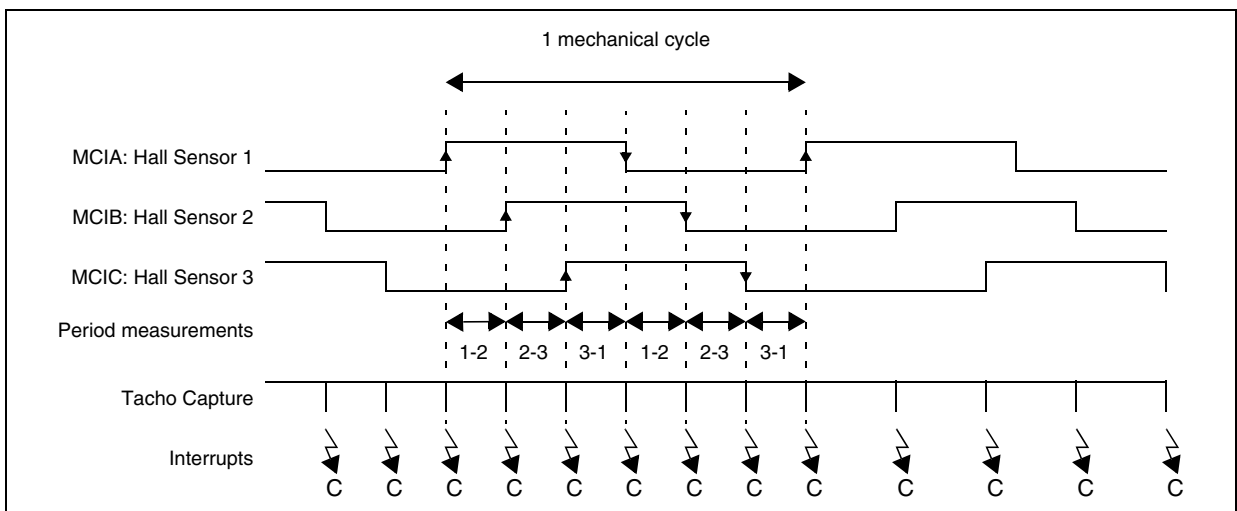 1 mechanical cycle
MCIA: Hall Sensor 1
MCIB: Hall Sensor 2
MCIC: Hall Sensor 3
Period measurements
1-2 2-3 3-1 1-2 2-3 3-1
Tacho Capture
Interrupts
C C C C C C C C C C C C C